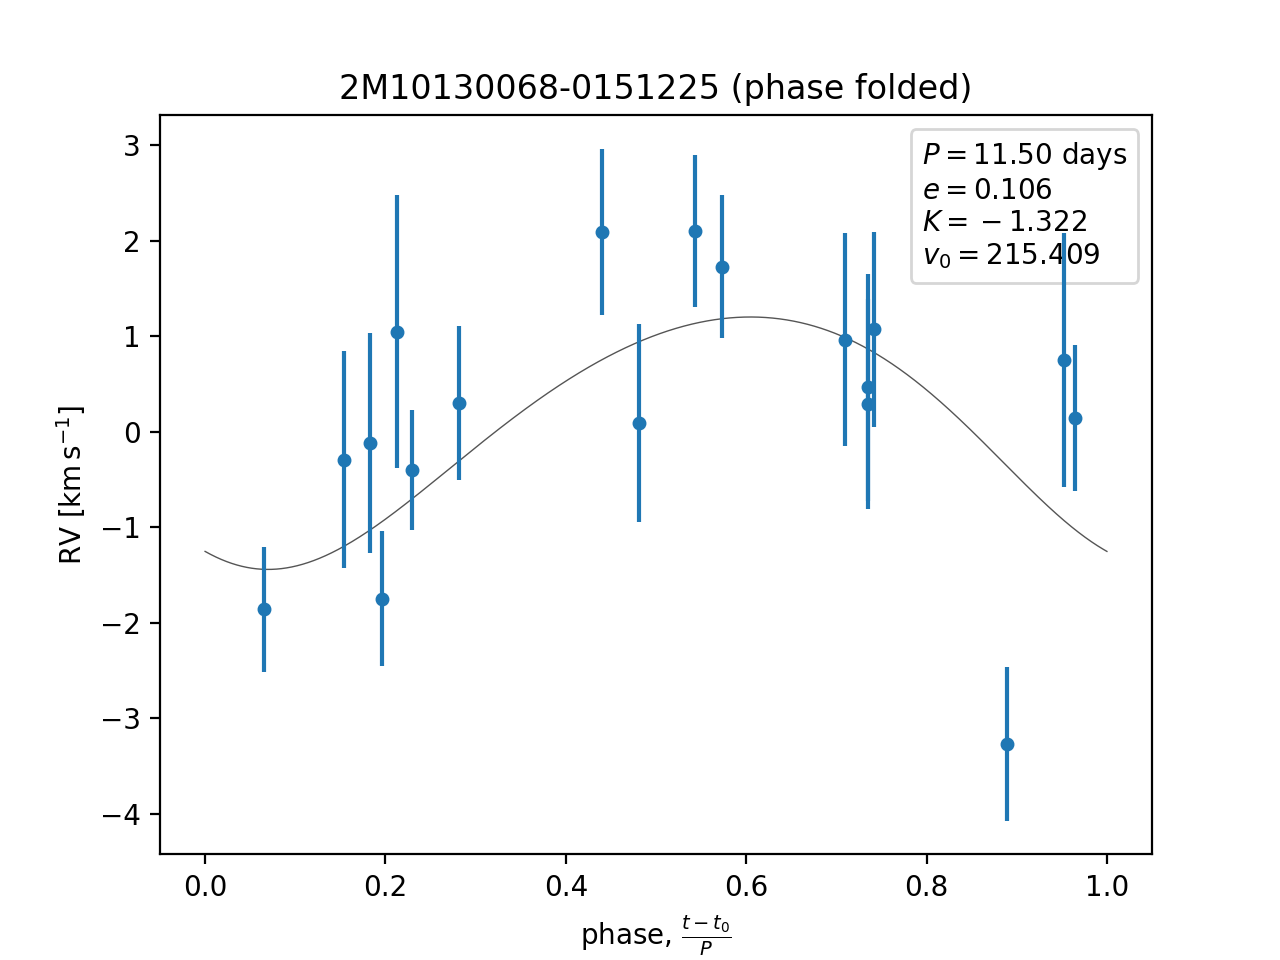 2M10130068-0151225 (phase folded)
P = 11.50 days
e = 0.106
K = −1.322
v₀ = 215.409
3
2
1
0
−1
−2
−3
−4
RV [km s⁻¹]
0.0 0.2 0.4 0.6 0.8 1.0
phase, (t − t₀)/P